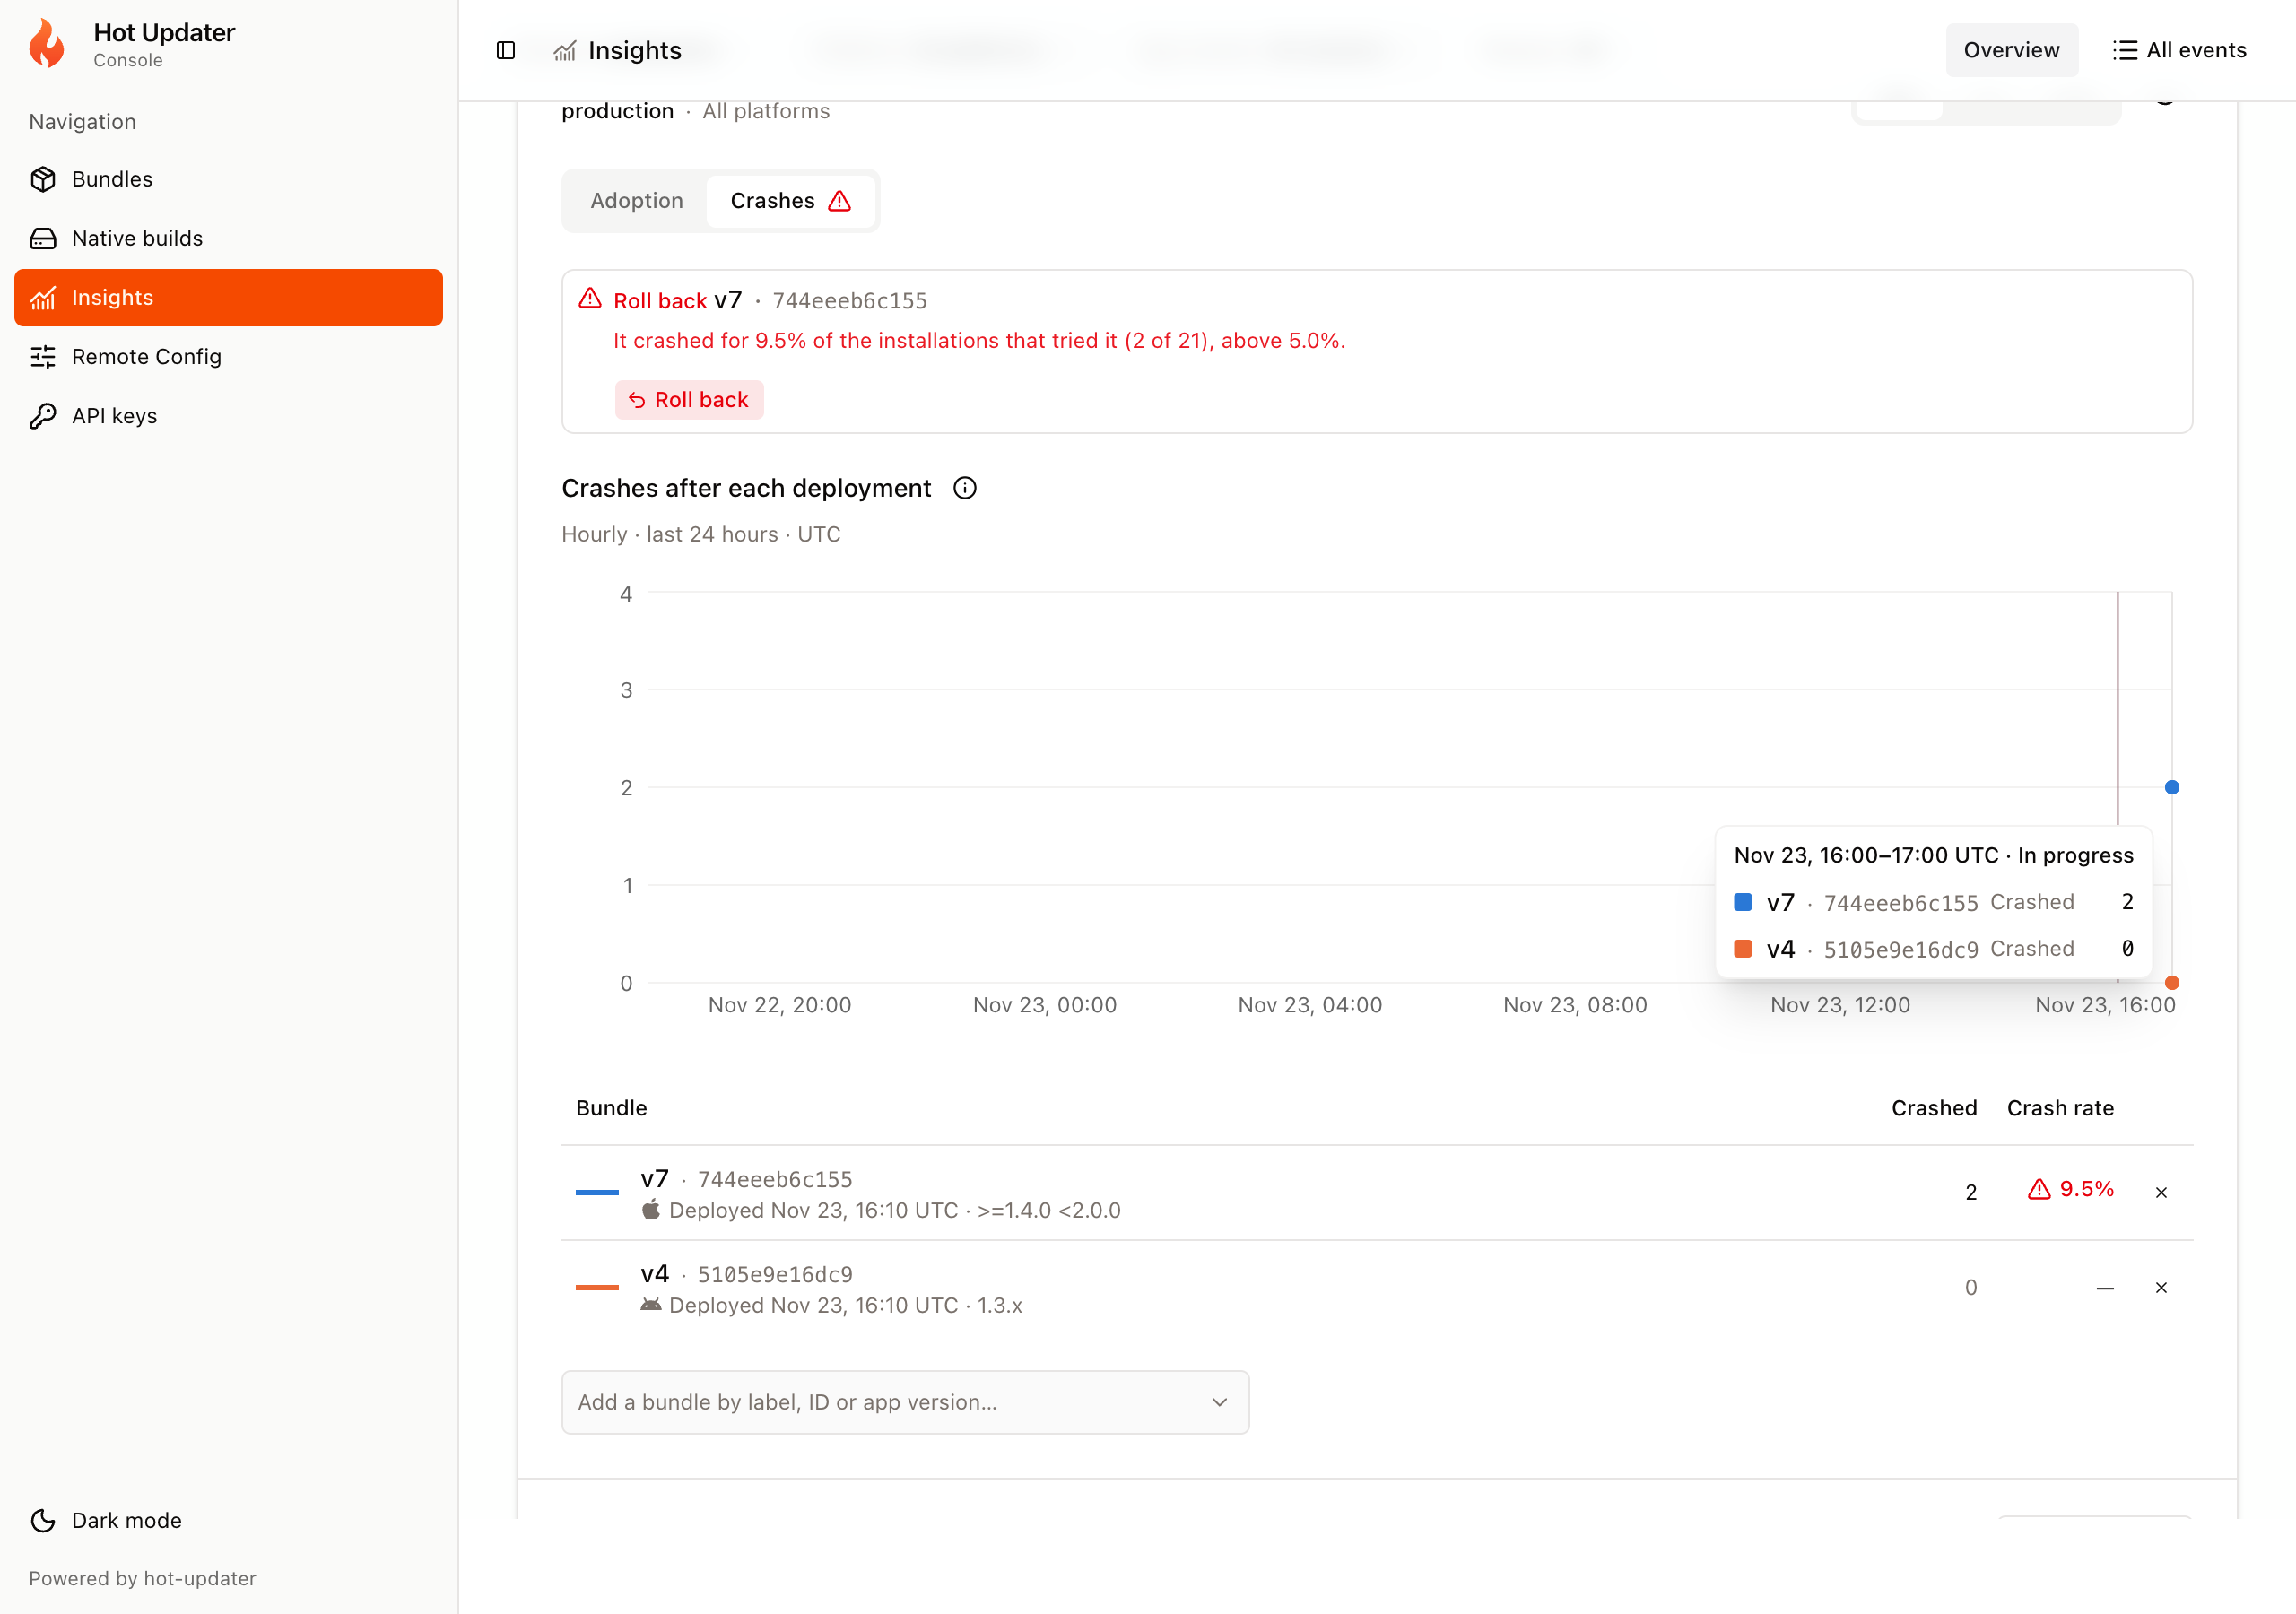 Hot Updater
Console
Navigation
Bundles
Native builds
Insights
Remote Config
API keys
Dark mode
Powered by hot-updater
Insights
Overview
All events
production · All platforms
Adoption
Crashes
Roll back v7 · 744eeeb6c155
It crashed for 9.5% of the installations that tried it (2 of 21), above 5.0%.
Roll back
Crashes after each deployment
Hourly · last 24 hours · UTC
4
3
2
1
0
Nov 22, 20:00
Nov 23, 00:00
Nov 23, 04:00
Nov 23, 08:00
Nov 23, 12:00
Nov 23, 16:00
Nov 23, 16:00–17:00 UTC · In progress
v7 · 744eeeb6c155 Crashed 2
v4 · 5105e9e16dc9 Crashed 0
Bundle Crashed Crash rate
v7 · 744eeeb6c155
Deployed Nov 23, 16:10 UTC · >=1.4.0 <2.0.0
2 9.5% ×
v4 · 5105e9e16dc9
Deployed Nov 23, 16:10 UTC · 1.3.x
0 — ×
Add a bundle by label, ID or app version...